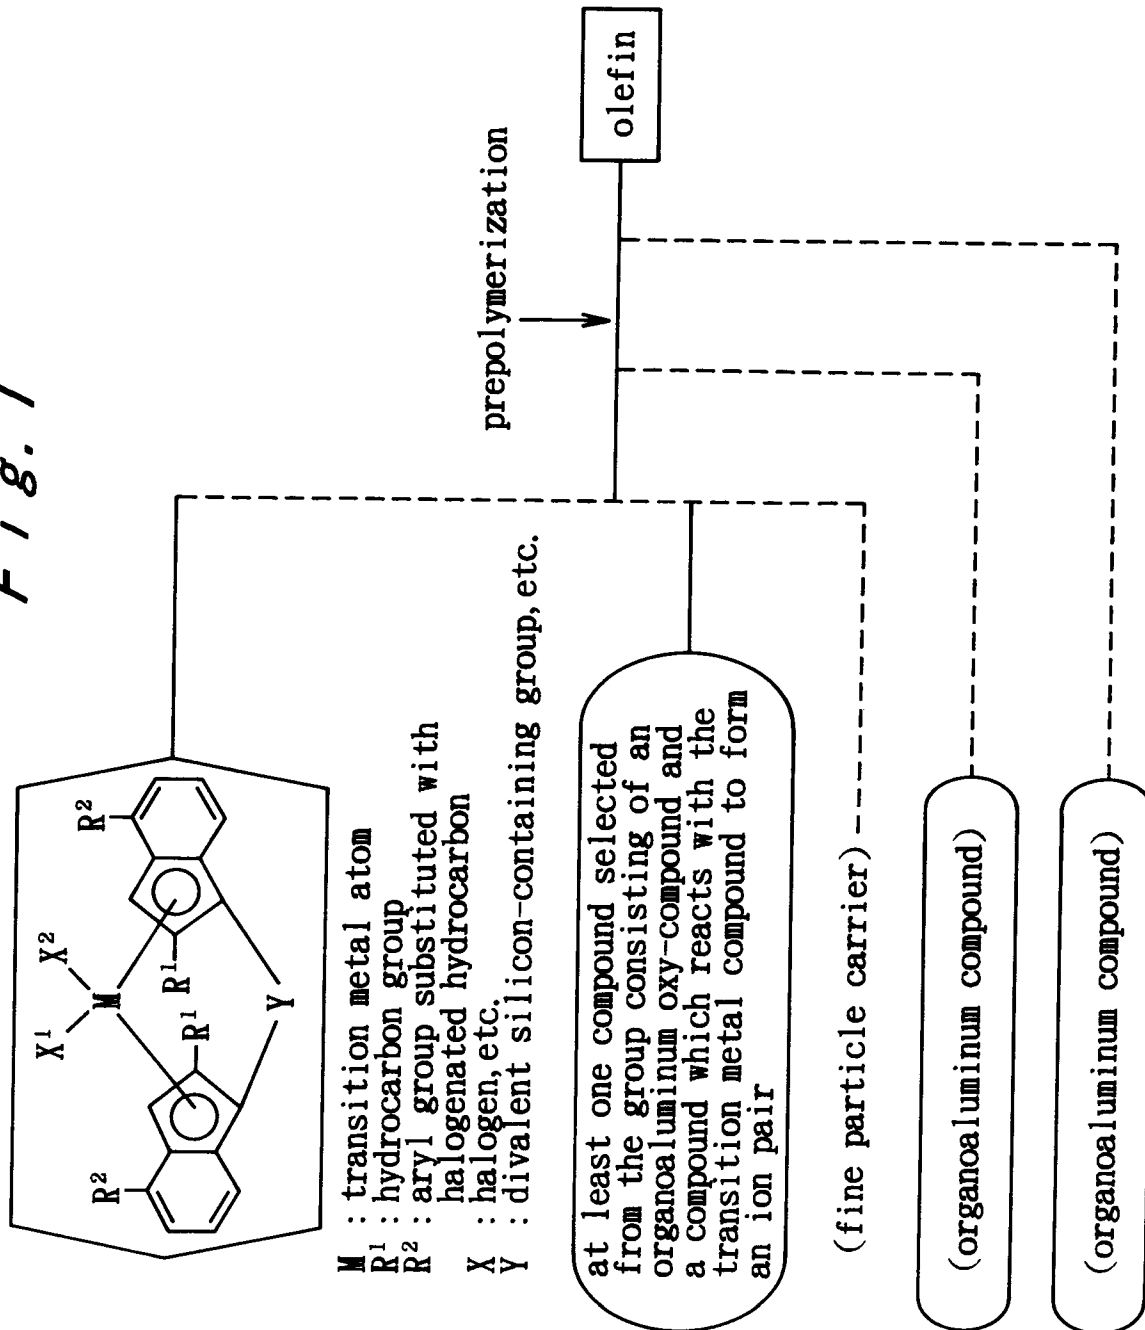 Fig. 1
X¹
X²
M
R²
R¹
R¹
R²
Y
M : transition metal atom
R¹ : hydrocarbon group
R² : aryl group substituted with
halogenated hydrocarbon
X : halogen, etc.
Y : divalent silicon-containing group, etc.
at least one compound selected
from the group consisting of an
organoaluminum oxy-compound and
a compound which reacts with the
transition metal compound to form
an ion pair
(fine particle carrier)
(organoaluminum compound)
(organoaluminum compound)
prepolymerization
olefin